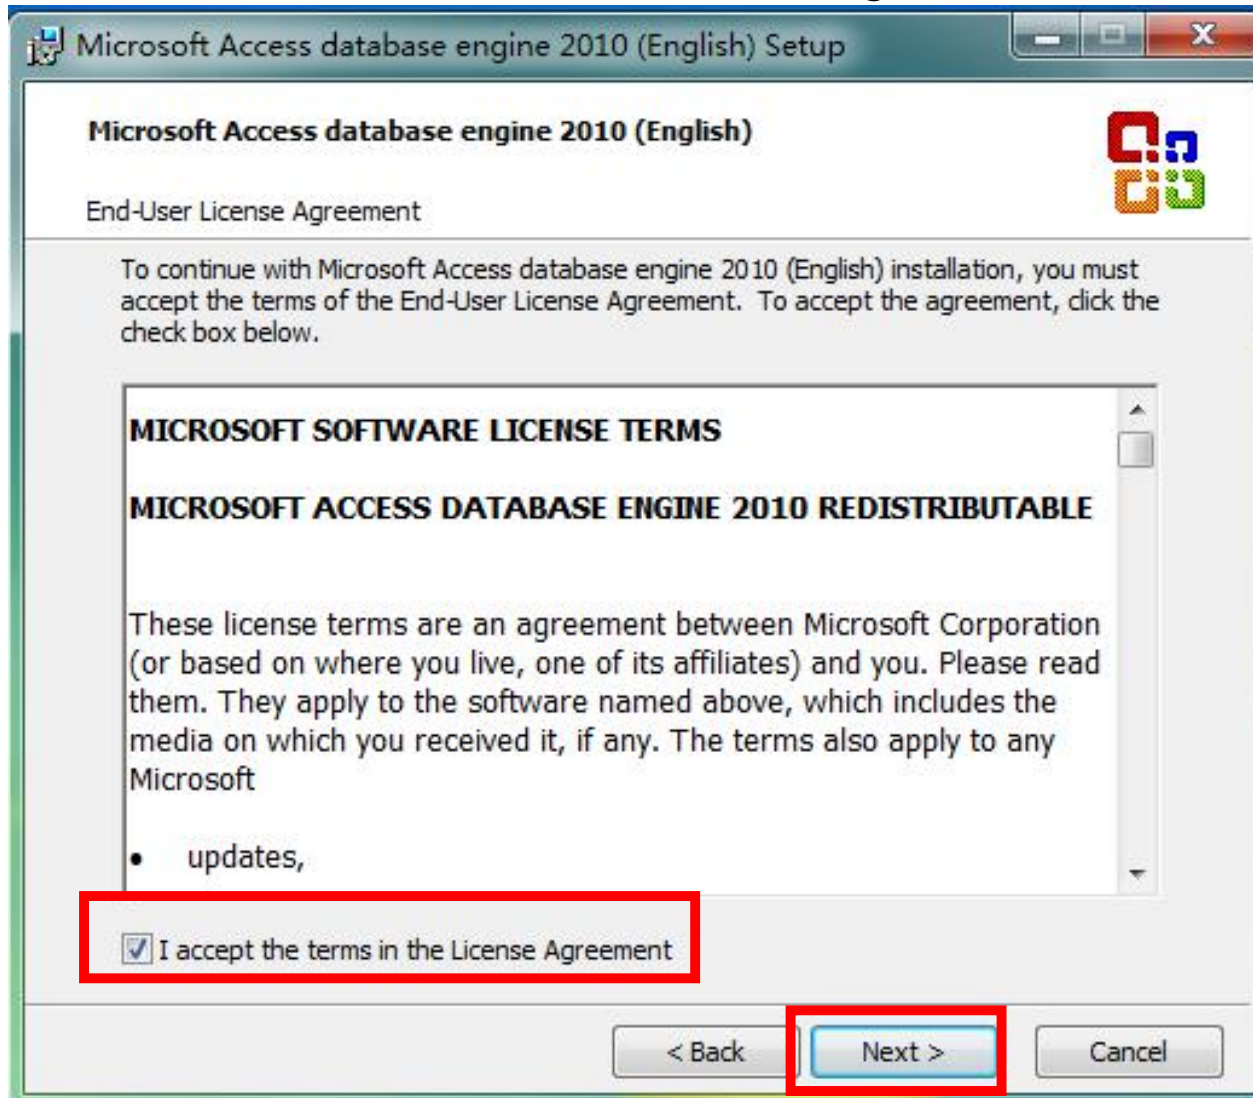 Microsoft Access database engine 2010 (English) Setup
Microsoft Access database engine 2010 (English)
End-User License Agreement
To continue with Microsoft Access database engine 2010 (English) installation, you must
accept the terms of the End-User License Agreement.  To accept the agreement, click the
check box below.
MICROSOFT SOFTWARE LICENSE TERMS
MICROSOFT ACCESS DATABASE ENGINE 2010 REDISTRIBUTABLE
These license terms are an agreement between Microsoft Corporation
(or based on where you live, one of its affiliates) and you. Please read
them. They apply to the software named above, which includes the
media on which you received it, if any. The terms also apply to any
Microsoft
• updates,
I accept the terms in the License Agreement
< Back Next > Cancel